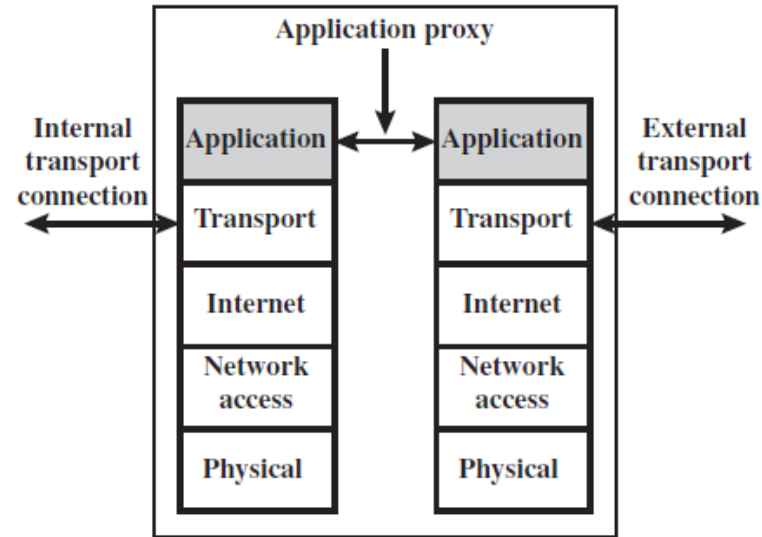 Application proxy
Internal
transport
connection
Application
Transport
Internet
Network
access
Physical
Application
Transport
Internet
Network
access
Physical
External
transport
connection